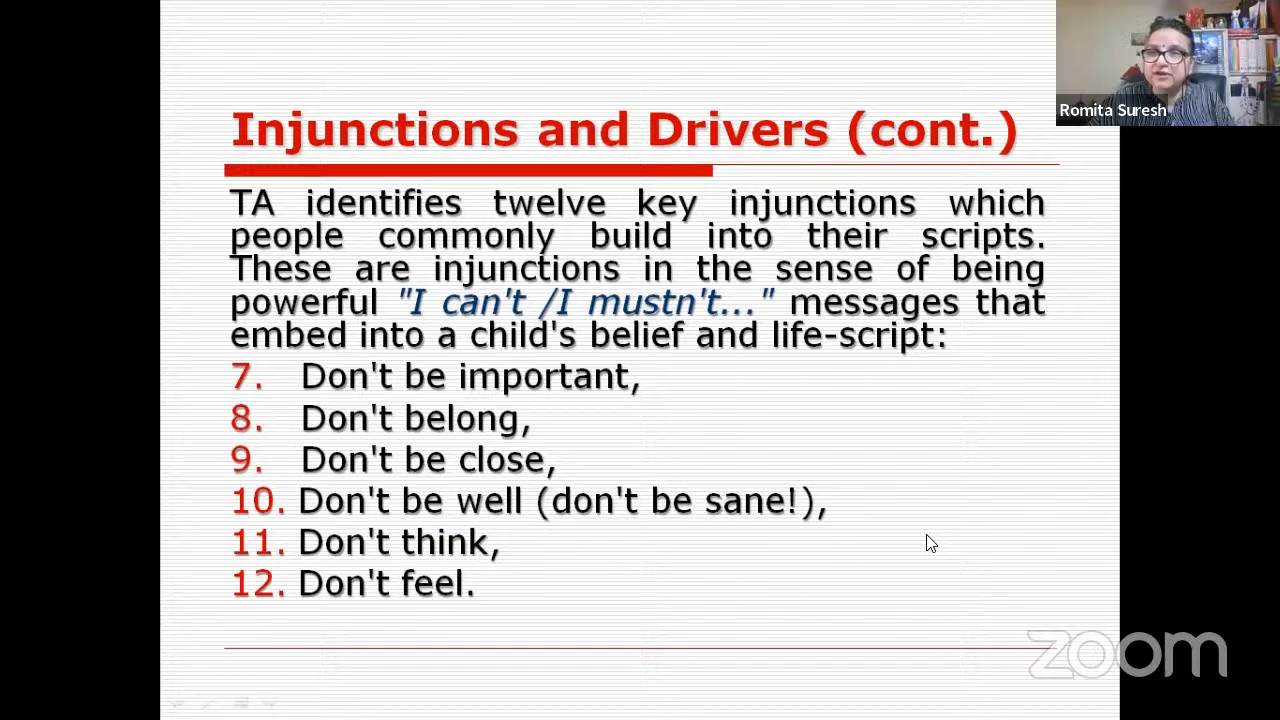 Injunctions and Drivers (cont.)
Romita Suresh
TA identifies twelve key injunctions which
people commonly build into their scripts.
These are injunctions in the sense of being
powerful "I can't /I mustn't..." messages that
embed into a child's belief and life-script:
7. Don't be important,
8. Don't belong,
9. Don't be close,
10. Don't be well (don't be sane!),
11. Don't think,
12. Don't feel.
zoom